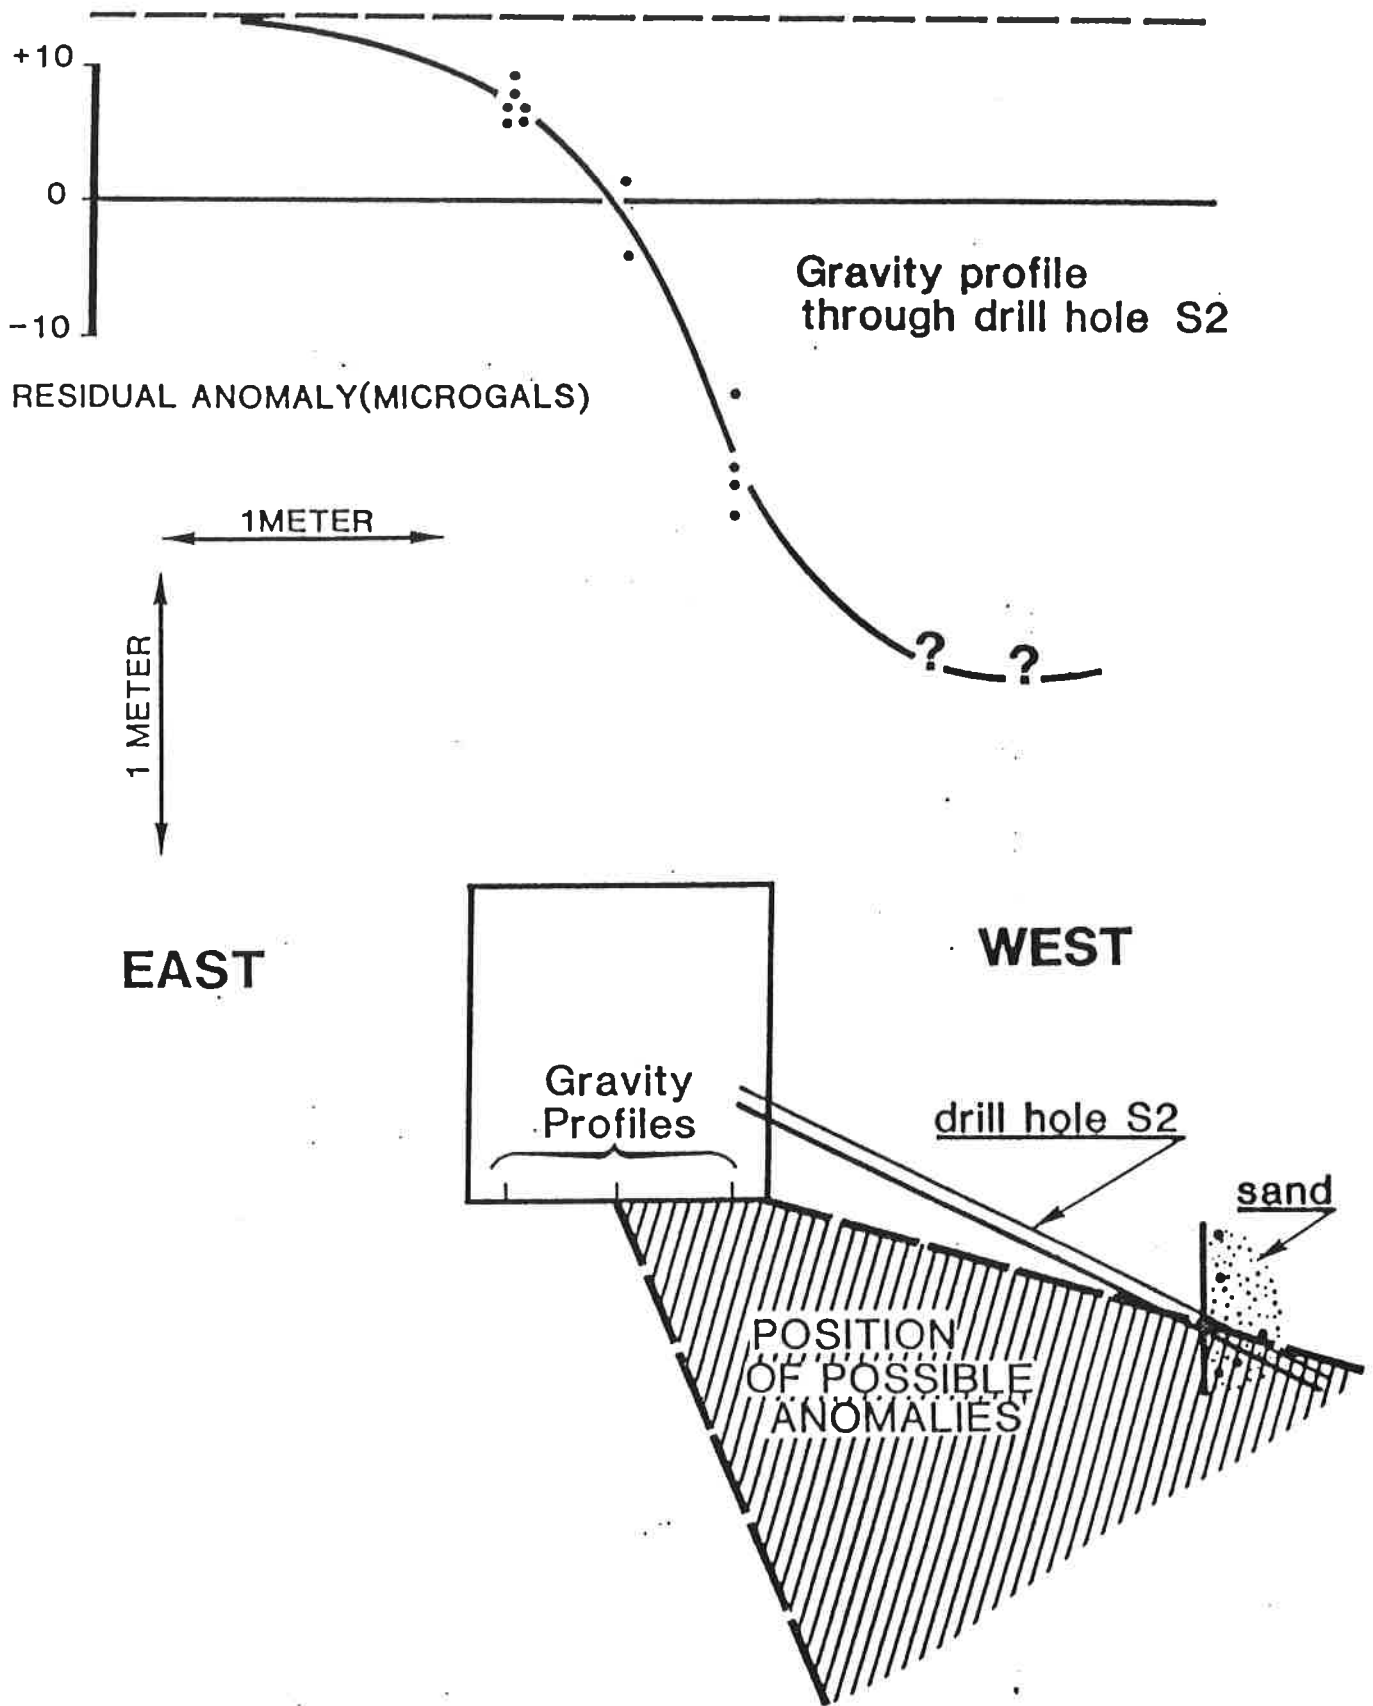 +10
0
-10
Gravity profile
through drill hole S2
RESIDUAL ANOMALY(MICROGALS)
1METER
1 METER
? ?
EAST
WEST
Gravity
Profiles
drill hole S2
sand
POSITION
OF POSSIBLE
ANOMALIES